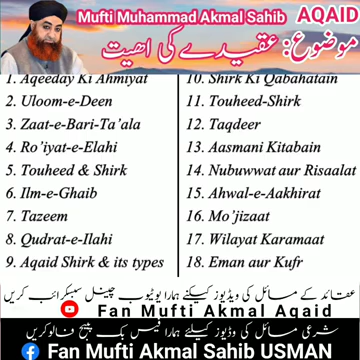 Mufti Muhammad Akmal Sahib
AQAID
موضوع: عقیدے کی اھمیت
1. Aqeeday Ki Ahmiyat
2. Uloom-e-Deen
3. Zaat-e-Bari-Ta'ala
4. Ro'iyat-e-Elahi
5. Touheed & Shirk
6. Ilm-e-Ghaib
7. Tazeem
8. Qudrat-e-Ilahi
9. Aqaid Shirk & its types
10. Shirk Ki Qabahatain
11. Touheed-Shirk
12. Taqdeer
13. Aasmani Kitabain
14. Nubuwwat aur Risaalat
15. Ahwal-e-Aakhirat
16. Mo'jizaat
17. Wilayat Karamaat
18. Eman aur Kufr
عقائد کے مسائل کی ویڈیوز کیلئے ہمارا یوٹیوب چینل سبسکرائب کریں
Fan Mufti Akmal Aqaid
شرعی مسائل کی وڈیوز کیلئے ہمارا فیس بک پیج فالو کریں
Fan Mufti Akmal Sahib USMAN